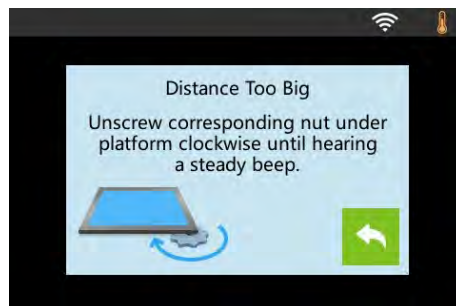 Distance Too Big
Unscrew corresponding nut under
platform clockwise until hearing
a steady beep.